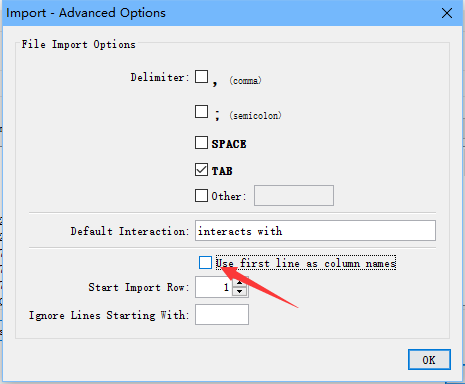 Import - Advanced Options
File Import Options
Delimiter: , (comma)
; (semicolon)
SPACE
TAB
Other:
Default Interaction: interacts with
Use first line as column names
Start Import Row: 1
Ignore Lines Starting With:
OK